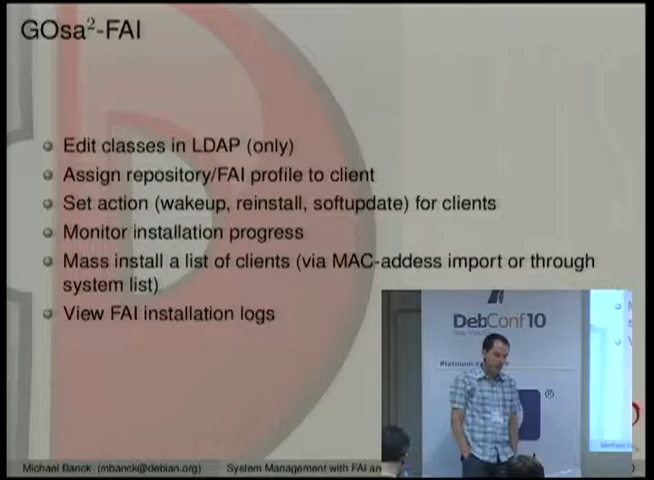 GOsa²-FAI
Edit classes in LDAP (only)
Assign repository/FAI profile to client
Set action (wakeup, reinstall, softupdate) for clients
Monitor installation progress
Mass install a list of clients (via MAC-addess import or through
system list)
View FAI installation logs
DebConf10
Platinum
Michael Banck (mbanck@debian.org) System Management with FAI an